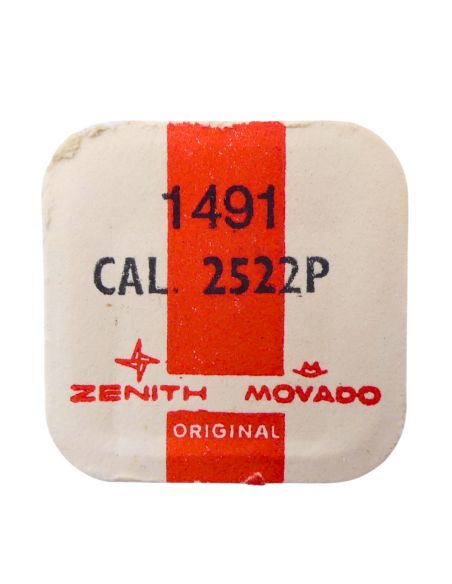 1491
CAL. 2522P
ZENITH MOVADO
ORIGINAL